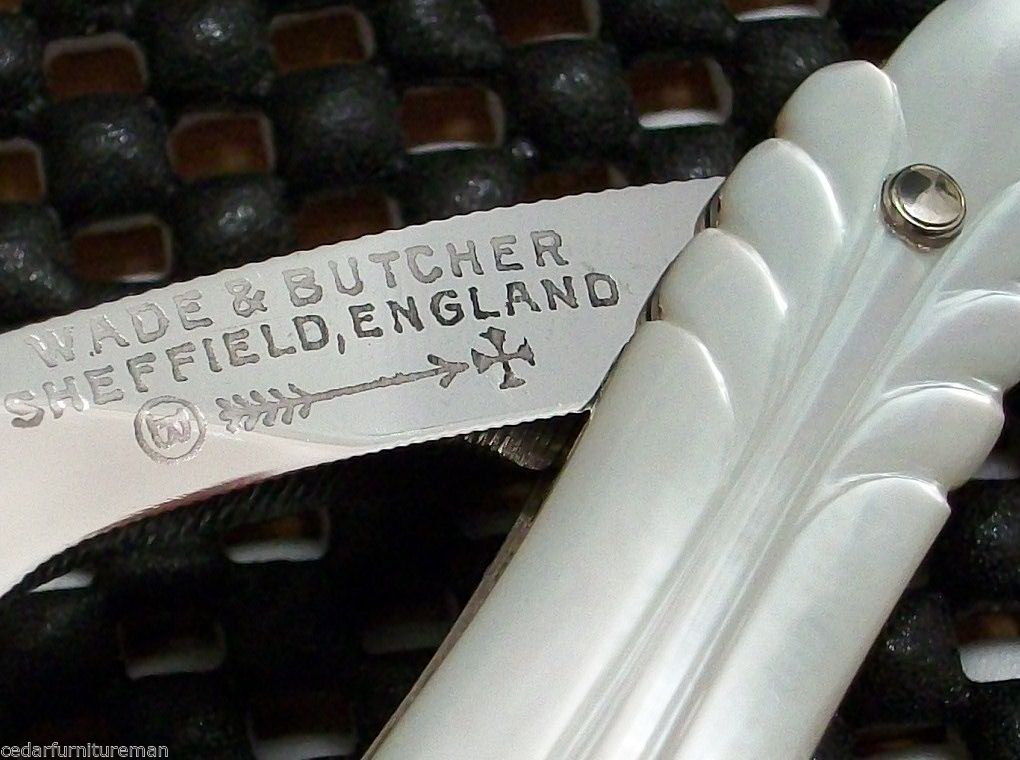 WADE & BUTCHER
SHEFFIELD, ENGLAND
cedarfurnitureman